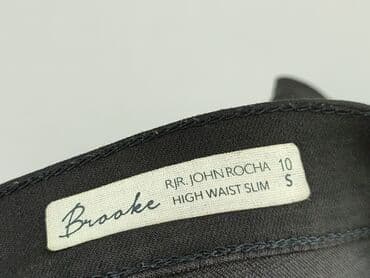 Brooke
RJR. JOHN ROCHA 10
HIGH WAIST SLIM S